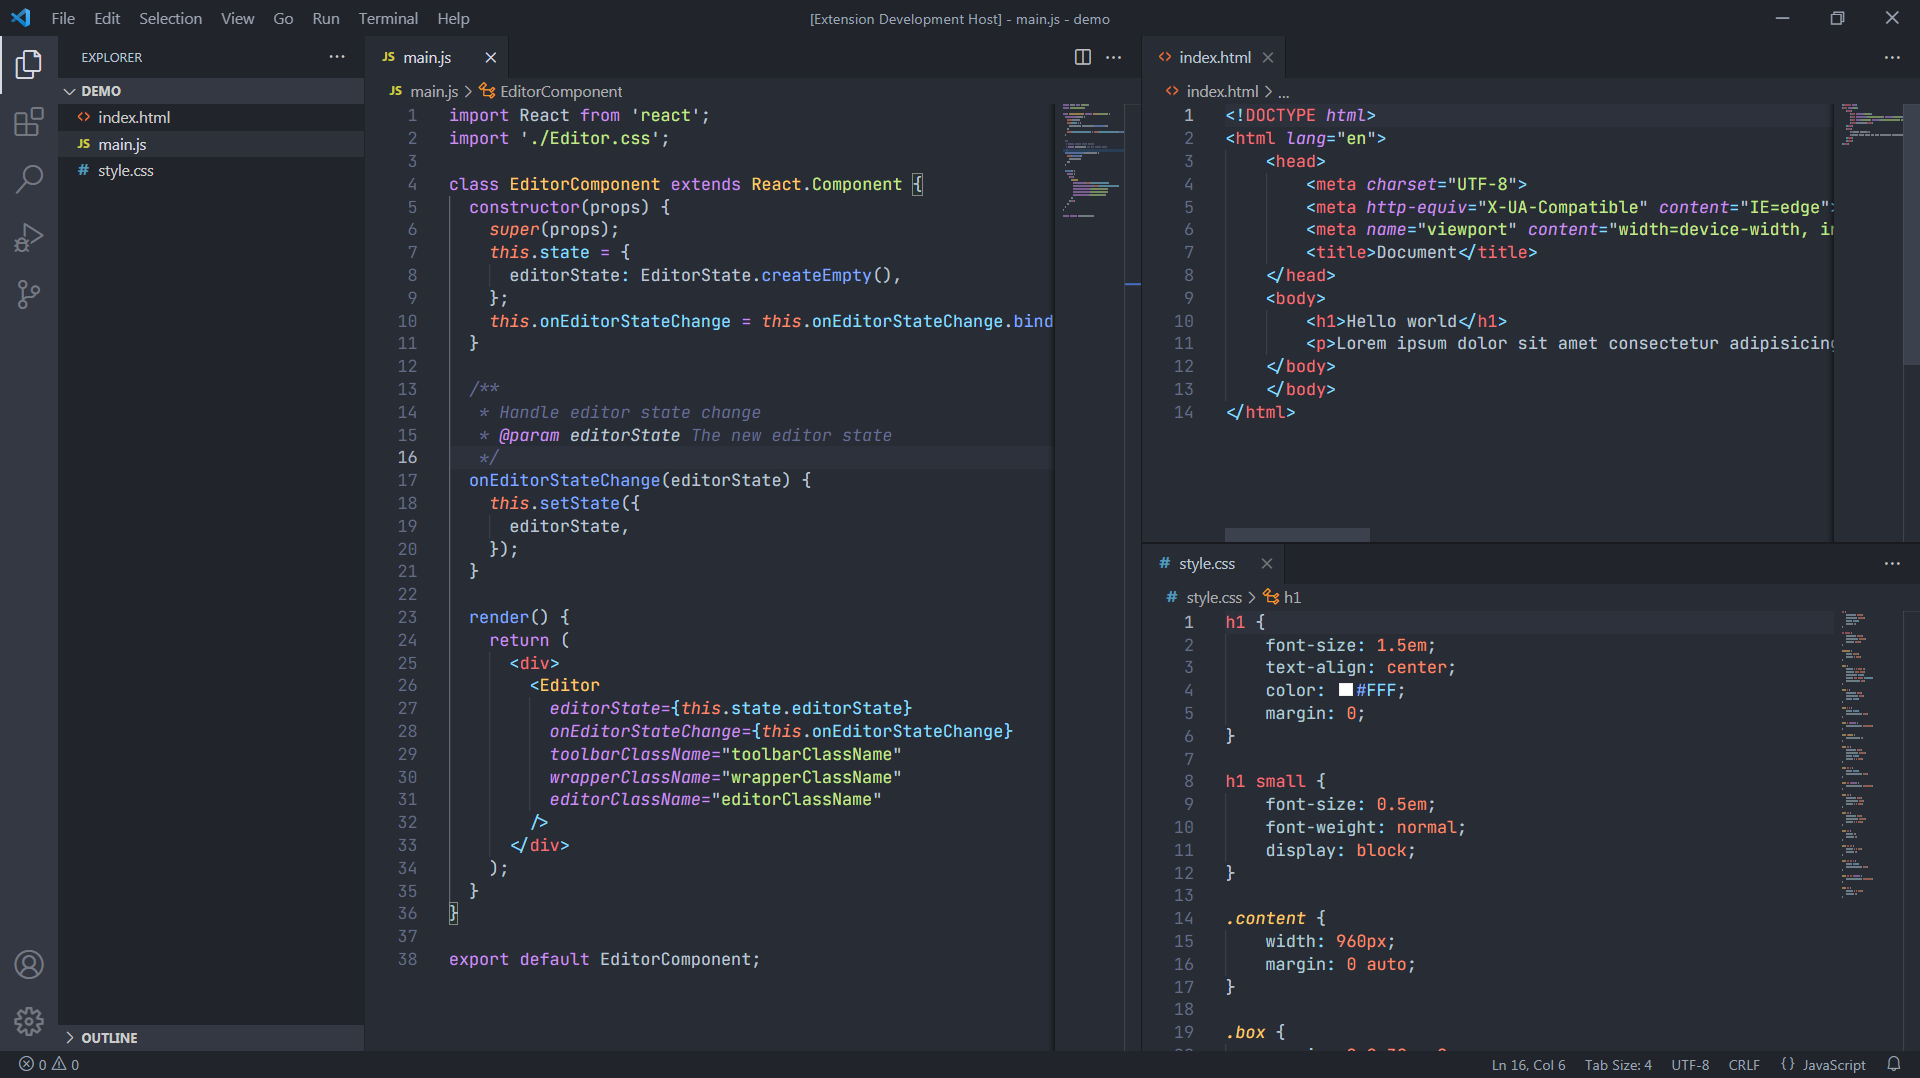 File Edit Selection View Go Run Terminal Help
[Extension Development Host] - main.js - demo
EXPLORER
DEMO
index.html
JS main.js
# style.css
OUTLINE
JS main.js
JS main.js > EditorComponent
1 import React from 'react';
2 import './Editor.css';
3
4 class EditorComponent extends React.Component {
5 constructor(props) {
6 super(props);
7 this.state = {
8 editorState: EditorState.createEmpty(),
9 };
10 this.onEditorStateChange = this.onEditorStateChange.bind
11 }
12
13 /**
14 * Handle editor state change
15 * @param editorState The new editor state
16 */
17 onEditorStateChange(editorState) {
18 this.setState({
19 editorState,
20 });
21 }
22
23 render() {
24 return (
25 <div>
26 <Editor
27 editorState={this.state.editorState}
28 onEditorStateChange={this.onEditorStateChange}
29 toolbarClassName="toolbarClassName"
30 wrapperClassName="wrapperClassName"
31 editorClassName="editorClassName"
32 />
33 </div>
34 );
35 }
36 }
37
38 export default EditorComponent;
index.html
index.html > ...
1 <!DOCTYPE html>
2 <html lang="en">
3 <head>
4 <meta charset="UTF-8">
5 <meta http-equiv="X-UA-Compatible" content="IE=edge"
6 <meta name="viewport" content="width=device-width,
7 <title>Document</title>
8 </head>
9 <body>
10 <h1>Hello world</h1>
11 <p>Lorem ipsum dolor sit amet consectetur adipisicing
12 </body>
13 </body>
14 </html>
# style.css
# style.css > h1
1 h1 {
2 font-size: 1.5em;
3 text-align: center;
4 color: #FFF;
5 margin: 0;
6 }
7
8 h1 small {
9 font-size: 0.5em;
10 font-weight: normal;
11 display: block;
12 }
13
14 .content {
15 width: 960px;
16 margin: 0 auto;
17 }
18
19 .box {
0 0
Ln 16, Col 6 Tab Size: 4 UTF-8 CRLF {} JavaScript